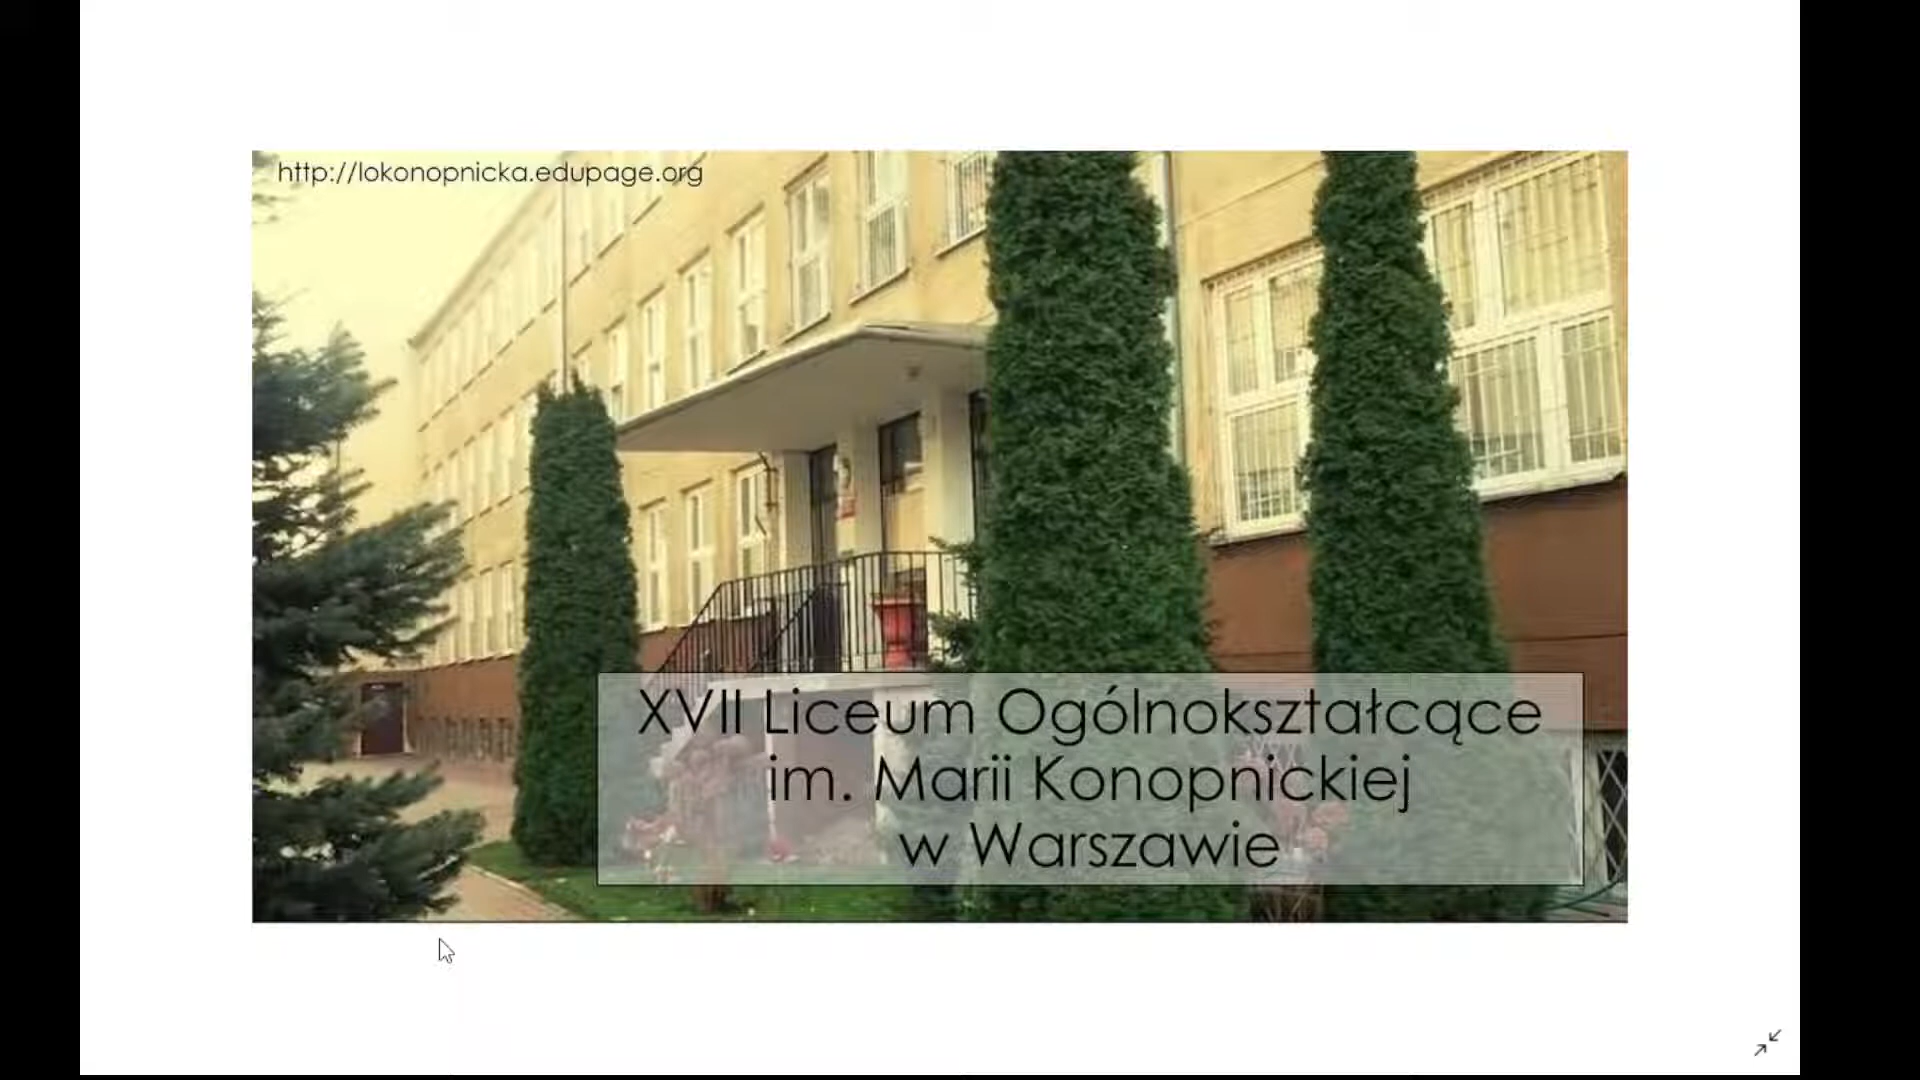 http://lokonopnicka.edupage.org
XVII Liceum Ogólnokształcące
im. Marii Konopnickiej
w Warszawie